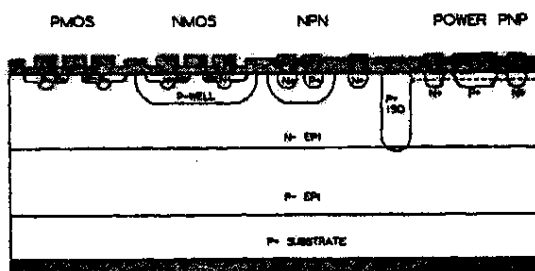 PMOS NMOS NPN POWER PNP
N+ P+ N+ N+ P+ N+
P-WELL
P+
ISO
N- EPI
P- EPI
P+ SUBSTRATE